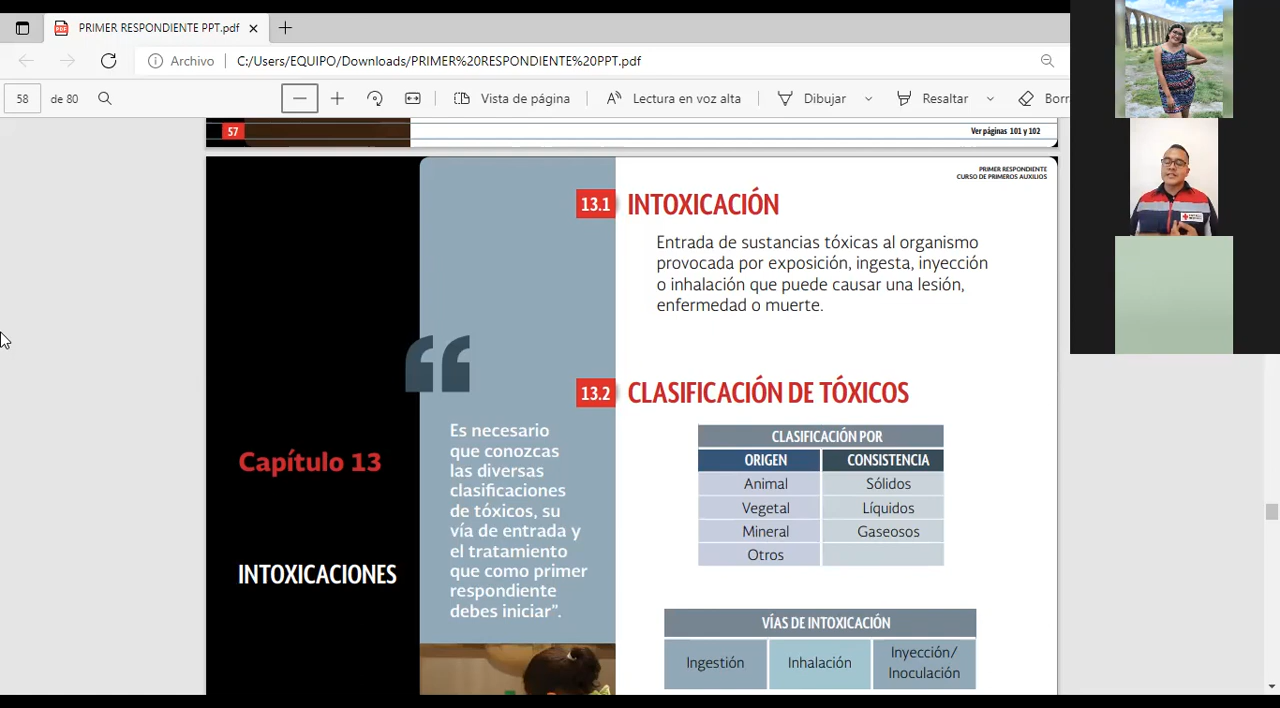 PRIMER RESPONDIENTE PPT.pdf
Archivo
C:/Users/EQUIPO/Downloads/PRIMER%20RESPONDIENTE%20PPT.pdf
58
de 80
Vista de página
Lectura en voz alta
Dibujar
Resaltar
Borr
57
Ver páginas 101 y 102
PRIMER RESPONDIENTE
CURSO DE PRIMEROS AUXILIOS
13.1
INTOXICACIÓN
Entrada de sustancias tóxicas al organismo
provocada por exposición, ingesta, inyección
o inhalación que puede causar una lesión,
enfermedad o muerte.
“
13.2
CLASIFICACIÓN DE TÓXICOS
CLASIFICACIÓN POR
ORIGEN
CONSISTENCIA
Animal
Sólidos
Vegetal
Líquidos
Mineral
Gaseosos
Otros
VÍAS DE INTOXICACIÓN
Ingestión
Inhalación
Inyección/
Inoculación
Es necesario
que conozcas
las diversas
clasificaciones
de tóxicos, su
vía de entrada y
el tratamiento
que como primer
respondiente
debes iniciar”.
Capítulo 13
INTOXICACIONES